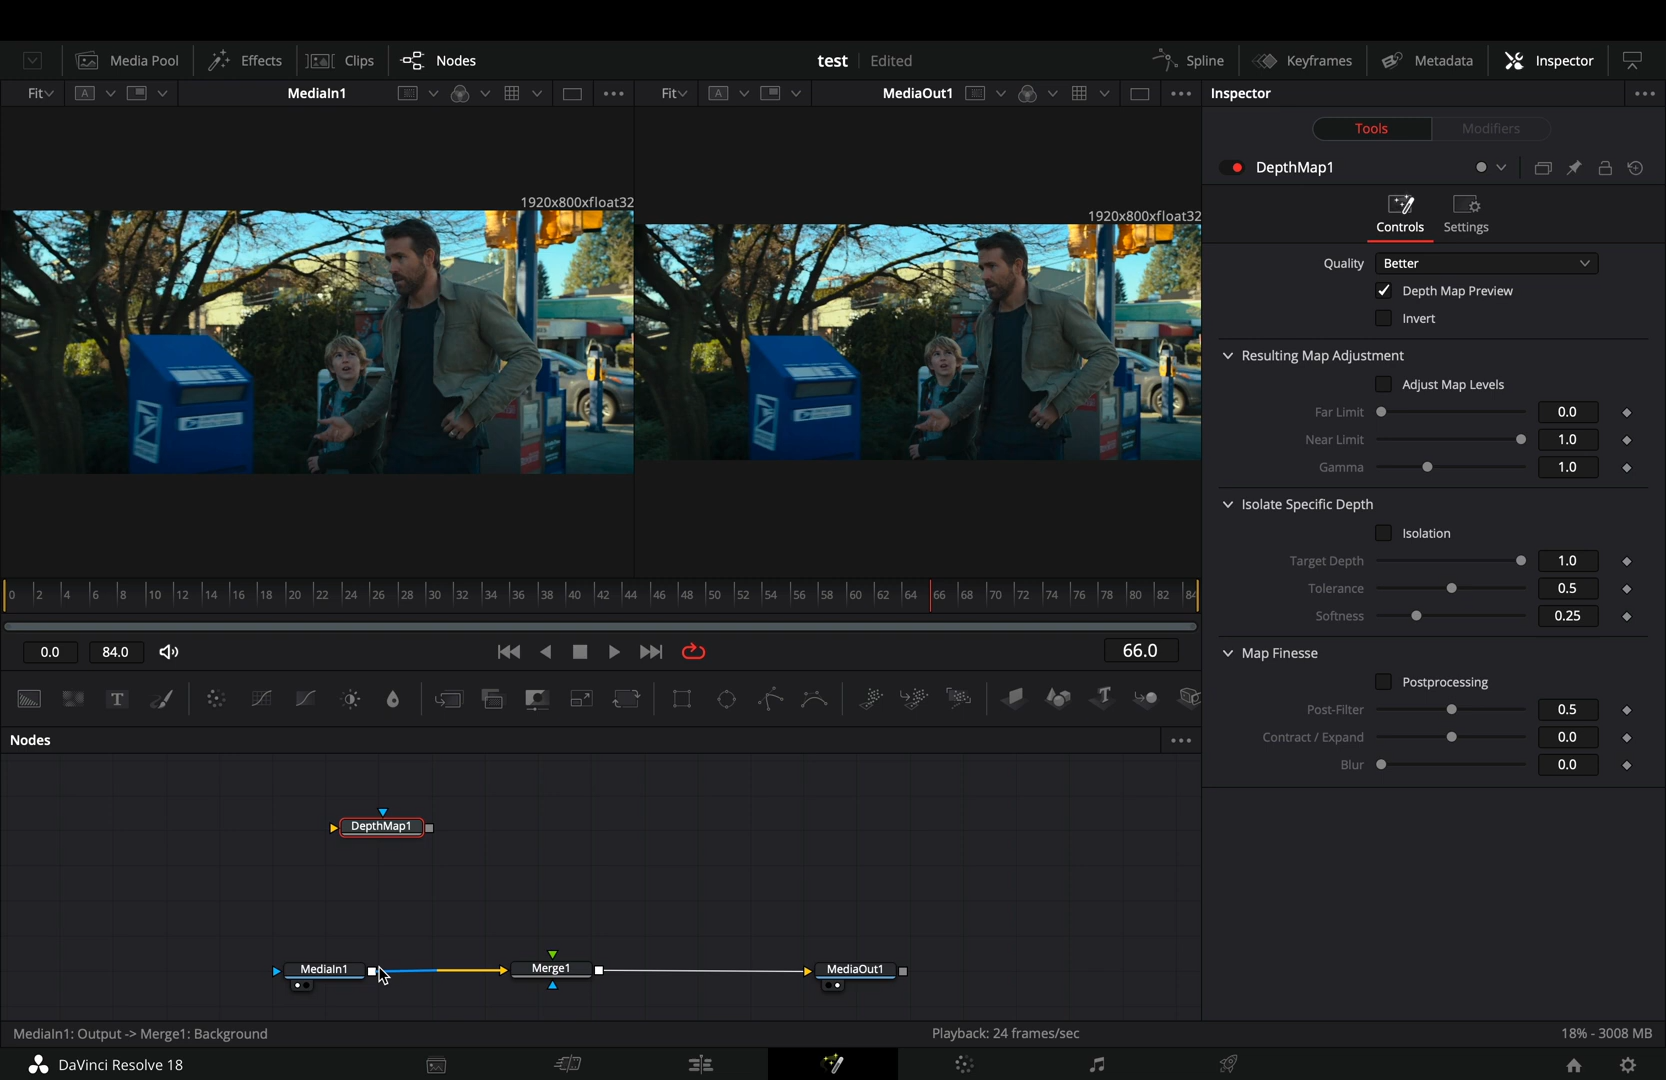 Media Pool
Effects
Clips
Nodes
test
Edited
Spline
Keyframes
Metadata
Inspector
Fit
A
MediaIn1
Fit
A
MediaOut1
Inspector
Tools
Modifiers
DepthMap1
Controls
Settings
1920x800xfloat32
1920x800xfloat32
Quality
Better
Depth Map Preview
Invert
Resulting Map Adjustment
Adjust Map Levels
Far Limit
0.0
Near Limit
1.0
Gamma
1.0
Isolate Specific Depth
Isolation
Target Depth
1.0
Tolerance
0.5
Softness
0.25
Map Finesse
Postprocessing
Post-Filter
0.5
Contract / Expand
0.0
Blur
0.0
0 2 4 6 8 10 12 14 16 18 20 22 24 26 28 30 32 34 36 38 40 42 44 46 48 50 52 54 56 58 60 62 64 66 68 70 72 74 76 78 80 82 84
0.0
84.0
66.0
T
T
Nodes
DepthMap1
MediaIn1
Merge1
MediaOut1
MediaIn1: Output -> Merge1: Background
Playback: 24 frames/sec
18% - 3008 MB
DaVinci Resolve 18